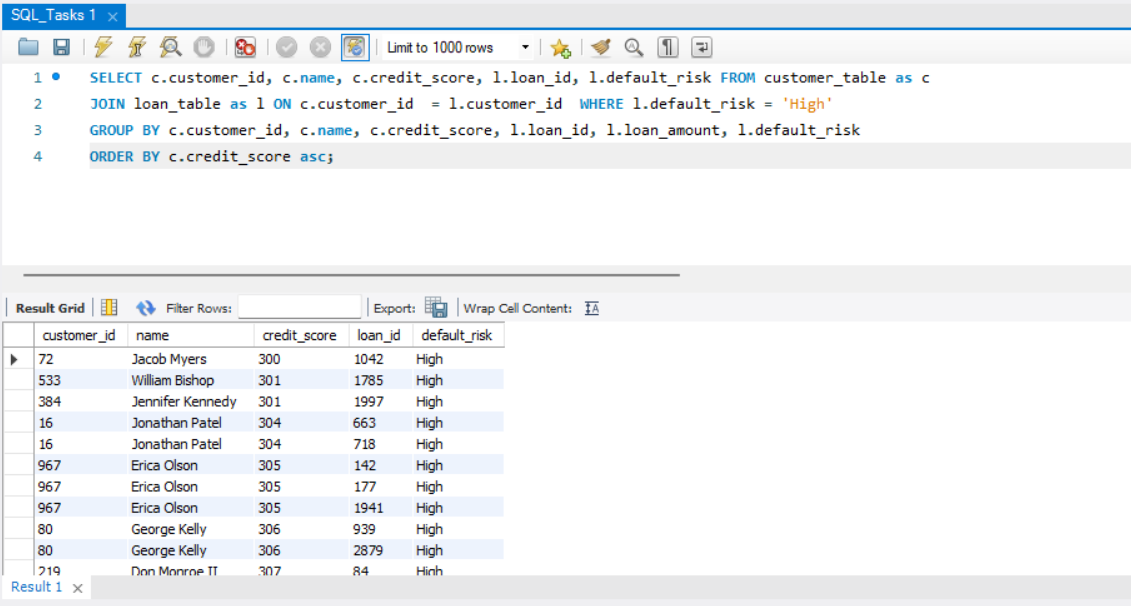 SQL_Tasks 1 ×
Limit to 1000 rows
1 SELECT c.customer_id, c.name, c.credit_score, l.loan_id, l.default_risk FROM customer_table as c
2 JOIN loan_table as l ON c.customer_id  = l.customer_id  WHERE l.default_risk = 'High'
3 GROUP BY c.customer_id, c.name, c.credit_score, l.loan_id, l.loan_amount, l.default_risk
4 ORDER BY c.credit_score asc;
Result Grid Filter Rows: Export: Wrap Cell Content: IA
customer_id name credit_score loan_id default_risk
72 Jacob Myers 300 1042 High
533 William Bishop 301 1785 High
384 Jennifer Kennedy 301 1997 High
16 Jonathan Patel 304 663 High
16 Jonathan Patel 304 718 High
967 Erica Olson 305 142 High
967 Erica Olson 305 177 High
967 Erica Olson 305 1941 High
80 George Kelly 306 939 High
80 George Kelly 306 2879 High
219 Don Monroe II 307 84 High
Result 1 ×